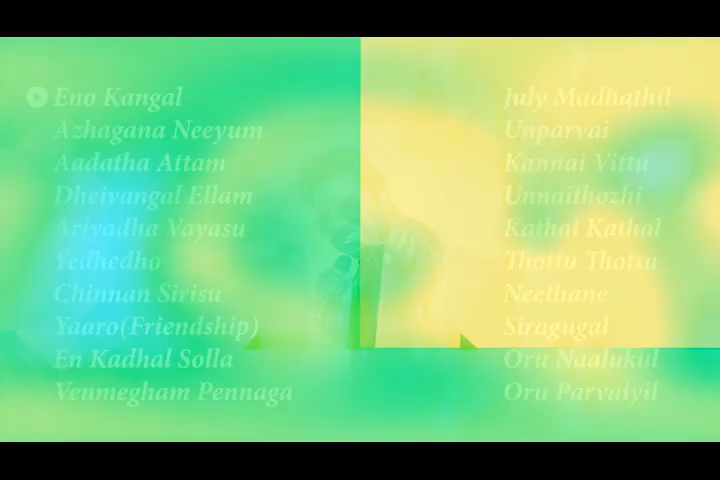 Eno Kangal
Azhagana Neeyum
Aadatha Attam
Dheivangal Ellam
Ariyadha Vayasu
Yedhedho
Chinnan Sirisu
Yaaro(Friendship)
En Kadhal Solla
Venmegham Pennaga
July Madhathil
Unparvai
Kannai Vittu
Unnaithozhi
Kathal Kathal
Thottu Thottu
Neethane
Siragugal
Oru Naalukul
Oru Parvaiyil